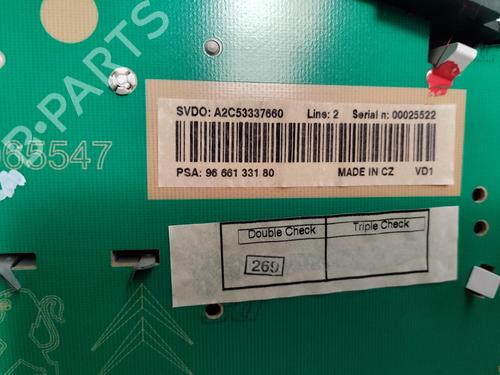 SVDO: A2C53337660 Line: 2 Serial n: 00025522
65547
PSA: 96 661 331 80 MADE IN CZ VD1
Double Check Triple Check
269